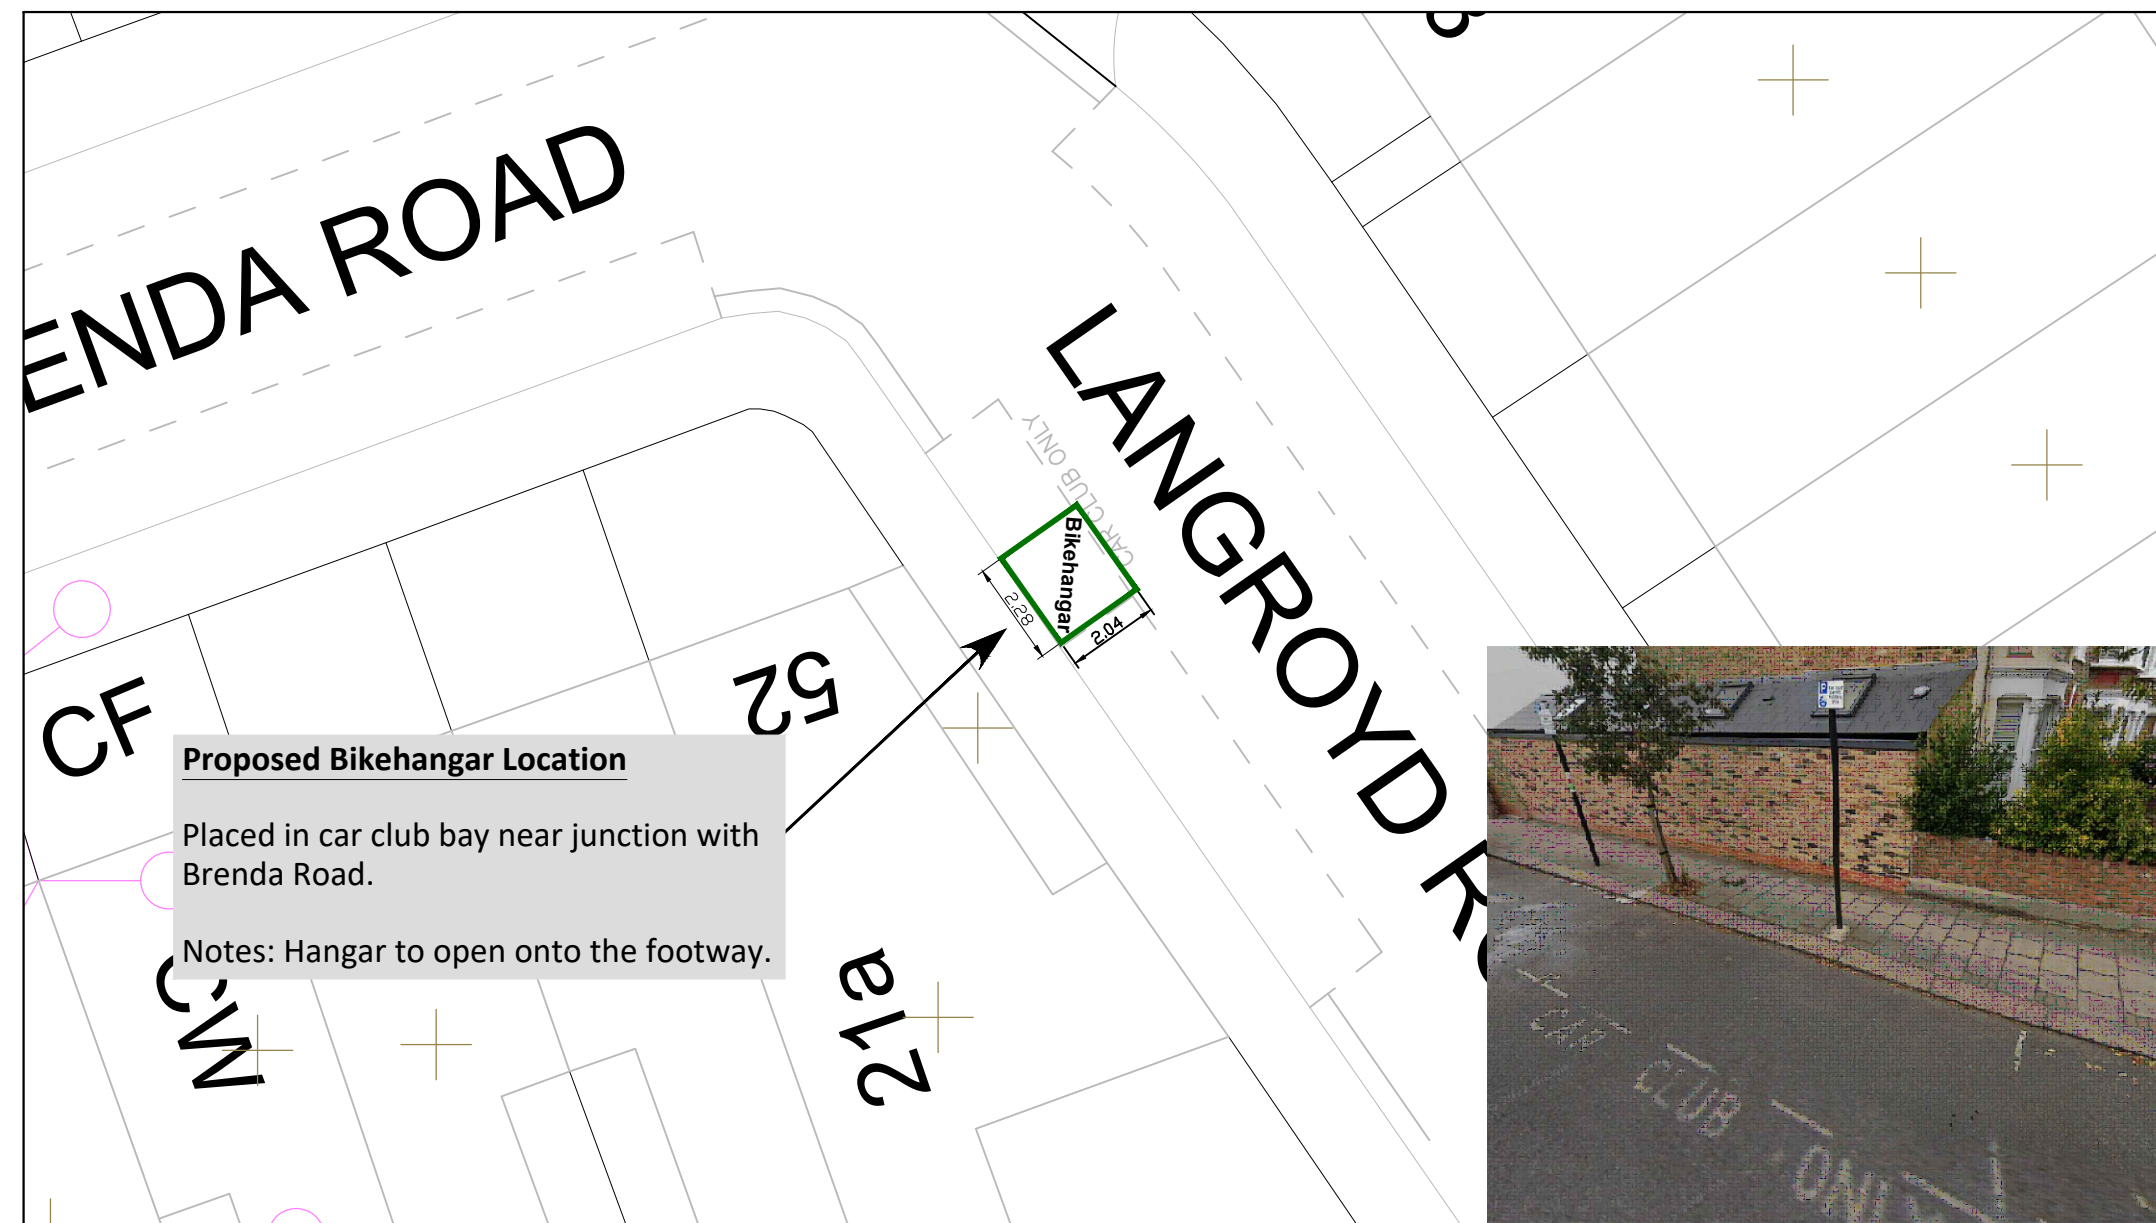 ENDA ROAD
LANGROYD R
CAR CLUB ONLY
Bikehangar
2.28
2.04
52
CF
Proposed Bikehangar Location
Placed in car club bay near junction with
Brenda Road.
Notes: Hangar to open onto the footway.
21a
CAR
CLUB
ONLY